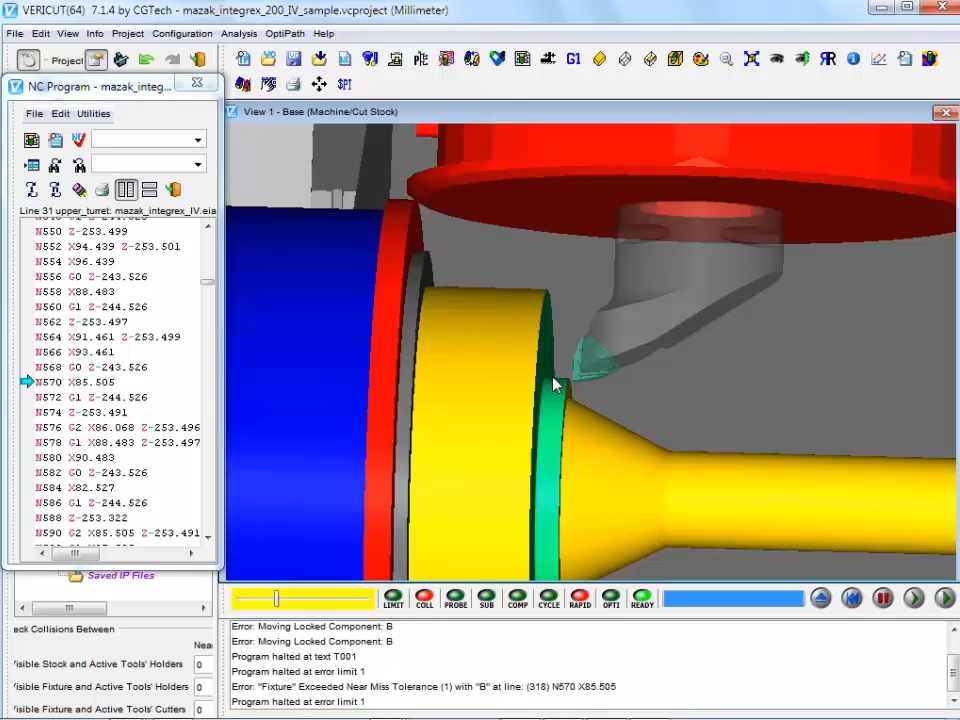 VERICUT(64) 7.1.4 by CGTech - mazak_integrex_200_IV_sample.vcproject (Millimeter)
File Edit View Info Project Configuration Analysis OptiPath Help
Project
G1
ЯR
$PI
NC Program - mazak_integ...
File Edit Utilities
Line 31 upper_turret: mazak_integrex_IV.eia
N550 Z-253.499
N552 X94.439 Z-253.501
N554 X96.439
N556 G0 Z-243.526
N558 X88.483
N560 G1 Z-244.526
N562 Z-253.497
N564 X91.461 Z-253.499
N566 X93.461
N568 G0 Z-243.526
N570 X85.505
N572 G1 Z-244.526
N574 Z-253.491
N576 G2 X86.068 Z-253.496
N578 G1 X88.483 Z-253.497
N580 X90.483
N582 G0 Z-243.526
N584 X82.527
N586 G1 Z-244.526
N588 Z-253.322
N590 G2 X85.505 Z-253.491
View 1 - Base (Machine/Cut Stock)
Saved IP Files
eck Collisions Between
Nea
isible Stock and Active Tools' Holders 0
isible Fixture and Active Tools' Holders 0
isible Fixture and Active Tools' Cutters 0
LIMIT COLL PROBE SUB COMP CYCLE RAPID OPTI READY
Error: Moving Locked Component: B
Error: Moving Locked Component: B
Program halted at text T001
Program halted at error limit 1
Error: "Fixture" Exceeded Near Miss Tolerance (1) with "B" at line: (318) N570 X85.505
Program halted at error limit 1